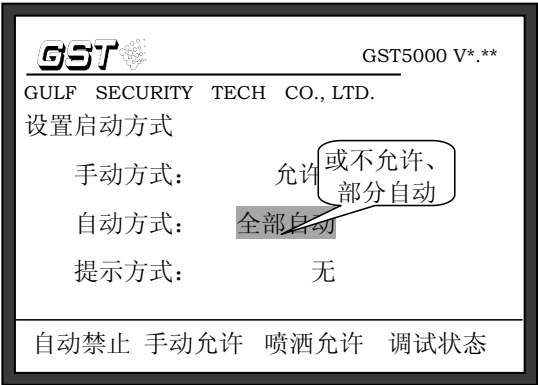 GST
GST5000 V*.**
GULF SECURITY TECH CO., LTD.
设置启动方式
手动方式： 允许
或不允许、
部分自动
自动方式： 全部自动
提示方式： 无
自动禁止 手动允许 喷洒允许 调试状态